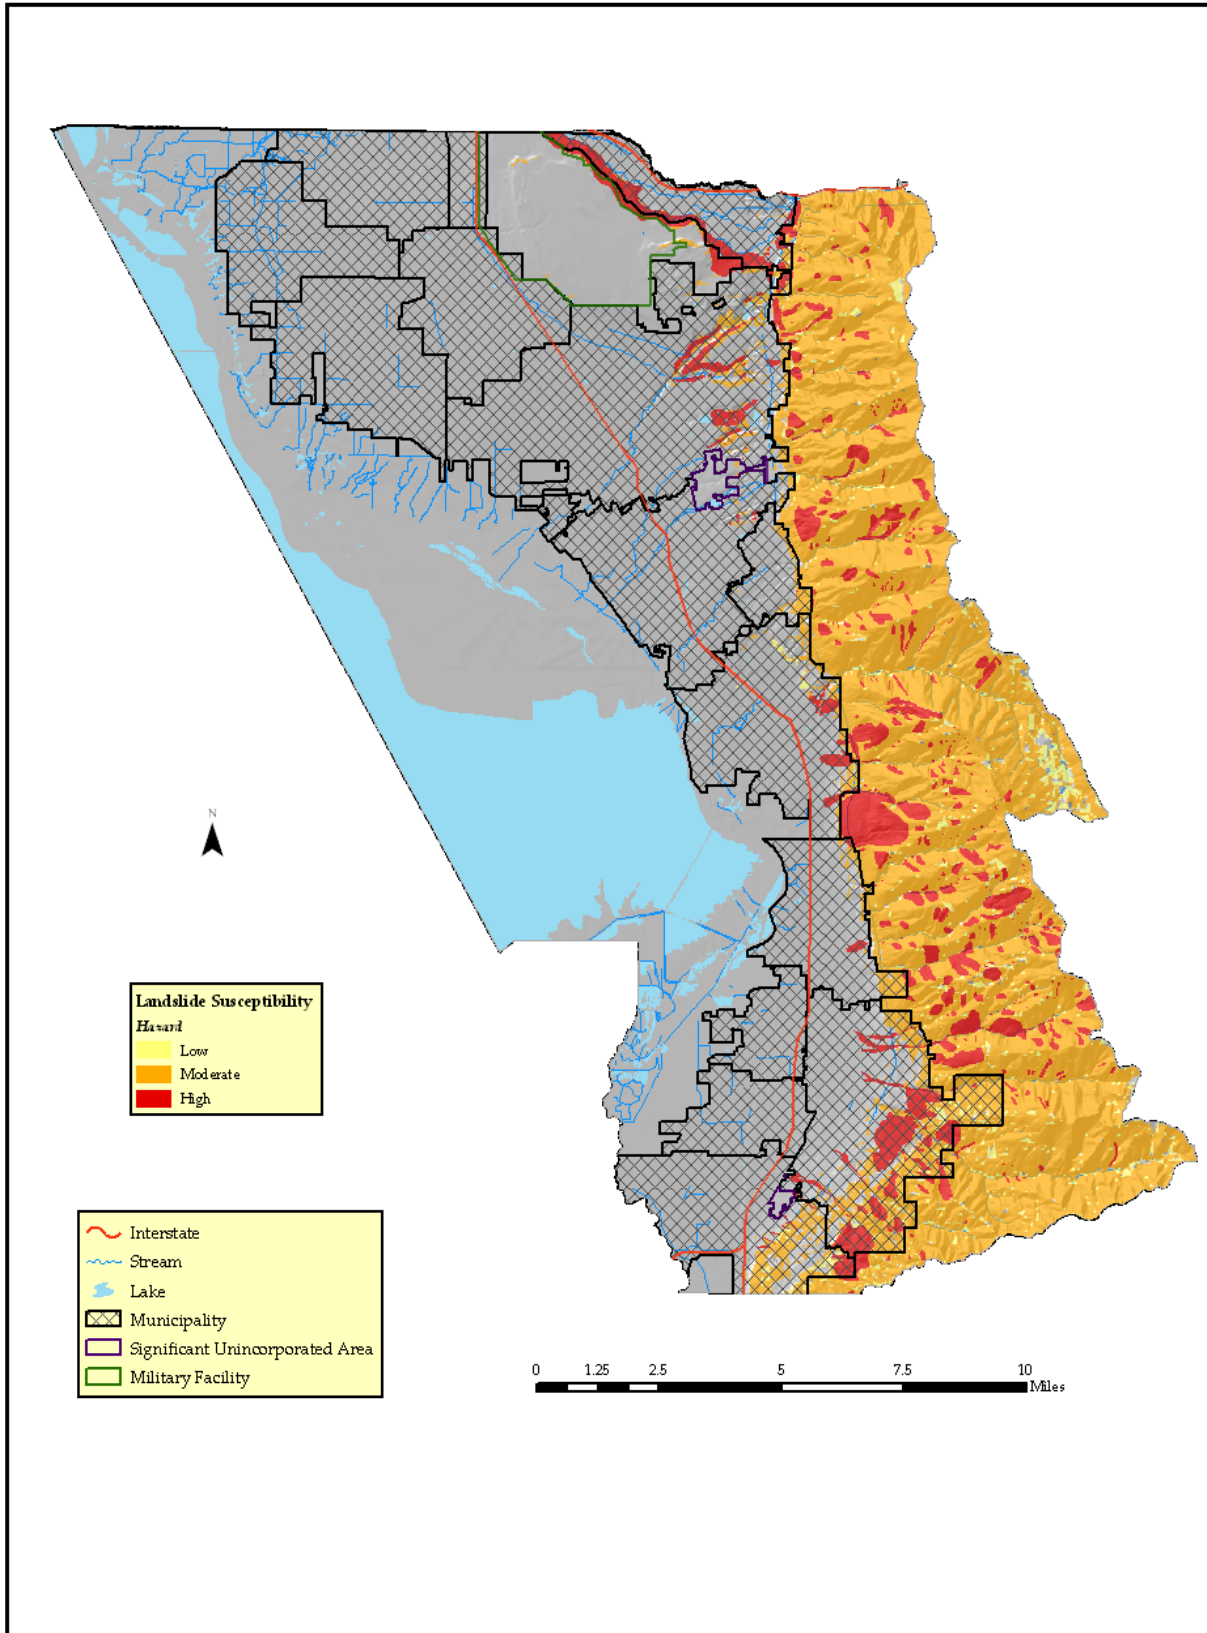 N
Landslide Susceptibility
Hazard
Low
Moderate
High
Interstate
Stream
Lake
Municipality
Significant Unincorporated Area
Military Facility
0 1.25 2.5 5 7.5 10
Miles